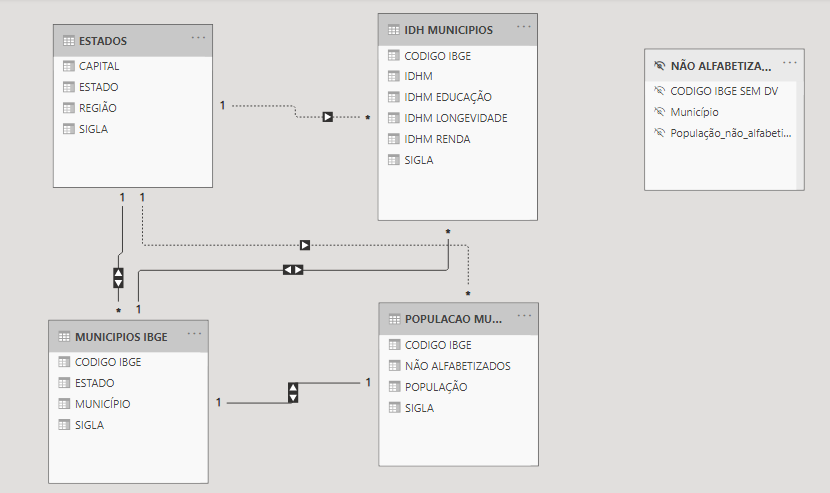 ESTADOS
CAPITAL
ESTADO
REGIÃO
SIGLA
IDH MUNICIPIOS
CODIGO IBGE
IDHM
IDHM EDUCAÇÃO
IDHM LONGEVIDADE
IDHM RENDA
SIGLA
NÃO ALFABETIZA...
CODIGO IBGE SEM DV
Município
População_não_alfabeti...
1
*
1 1
*
* 1
*
MUNICIPIOS IBGE
CODIGO IBGE
ESTADO
MUNICÍPIO
SIGLA
1
1
POPULACAO MU...
CODIGO IBGE
NÃO ALFABETIZADOS
POPULAÇÃO
SIGLA